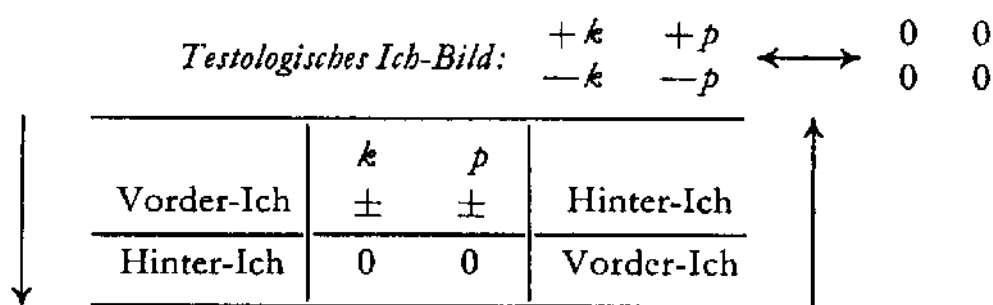 Testologisches Ich-Bild: +k +p ⟷ 0 0
−k −p 0 0
k p
Vorder-Ich ± ± Hinter-Ich
Hinter-Ich 0 0 Vorder-Ich